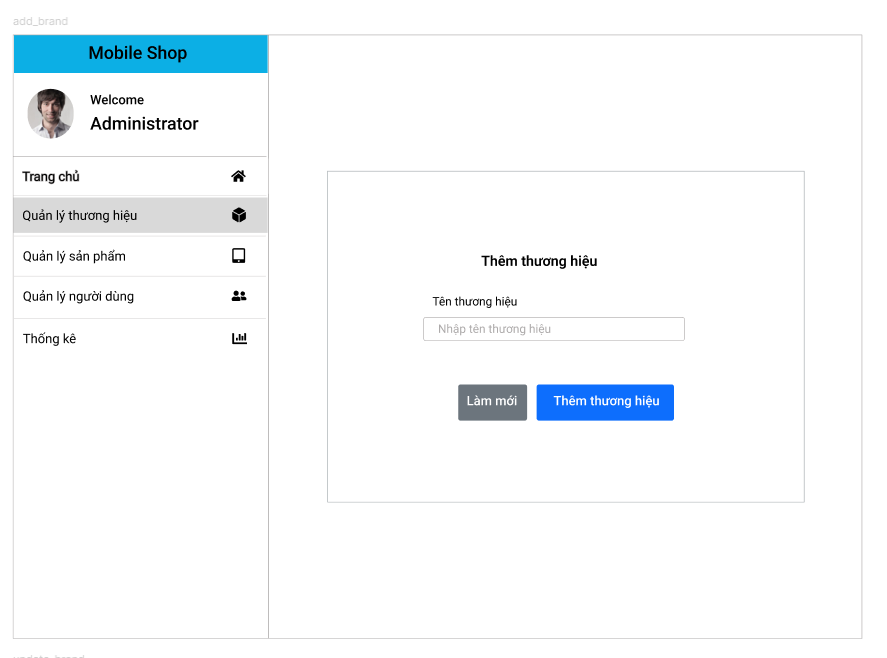 add_brand
Mobile Shop
Welcome
Administrator
Trang chủ
Quản lý thương hiệu
Quản lý sản phẩm
Quản lý người dùng
Thống kê
Thêm thương hiệu
Tên thương hiệu
Nhập tên thương hiệu
Làm mới
Thêm thương hiệu
update_brand